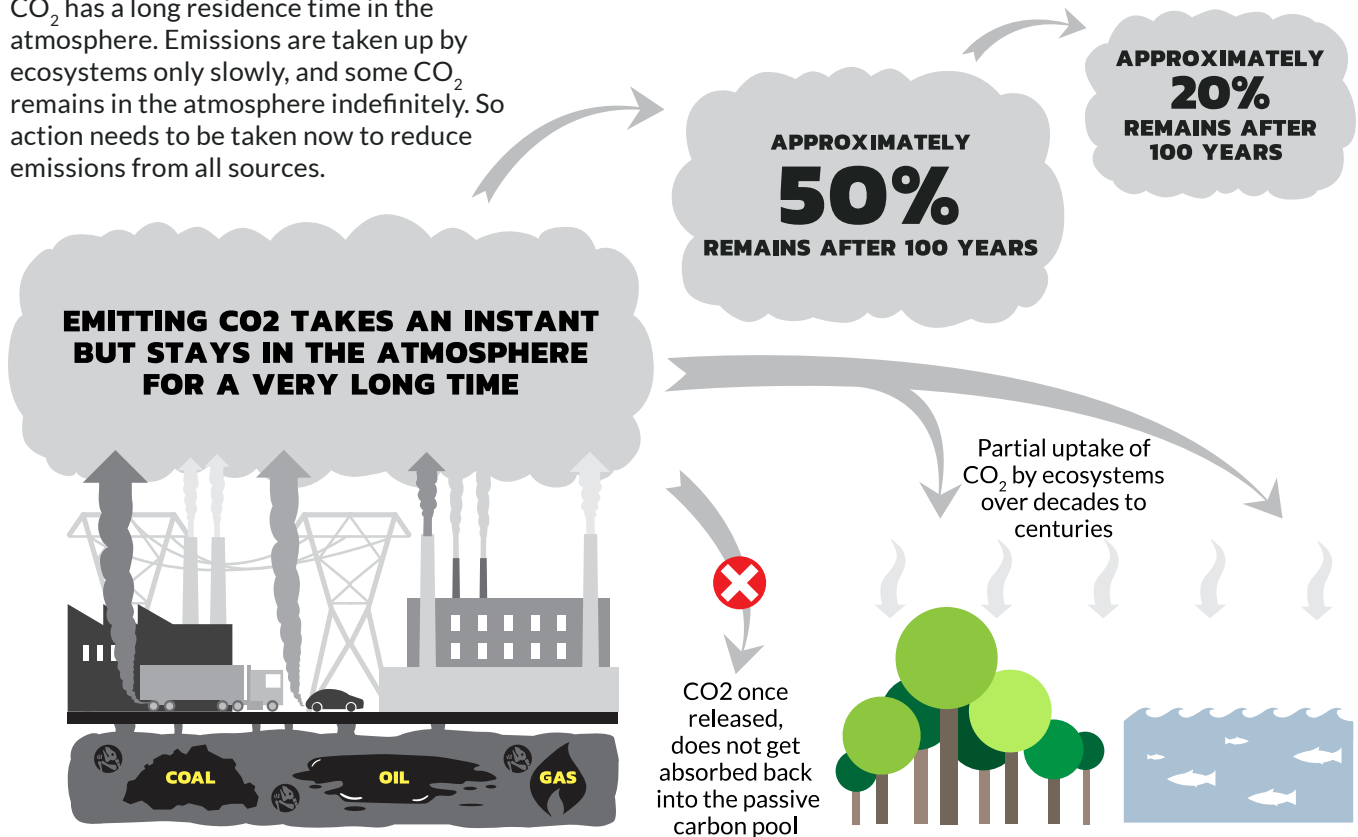 CO₂ has a long residence time in the
atmosphere. Emissions are taken up by
ecosystems only slowly, and some CO₂
remains in the atmosphere indefinitely. So
action needs to be taken now to reduce
emissions from all sources.
APPROXIMATELY
50%
REMAINS AFTER 100 YEARS
APPROXIMATELY
20%
REMAINS AFTER
100 YEARS
EMITTING CO2 TAKES AN INSTANT
BUT STAYS IN THE ATMOSPHERE
FOR A VERY LONG TIME
Partial uptake of
CO₂ by ecosystems
over decades to
centuries
CO2 once
released,
does not get
absorbed back
into the passive
carbon pool
COAL
OIL
GAS